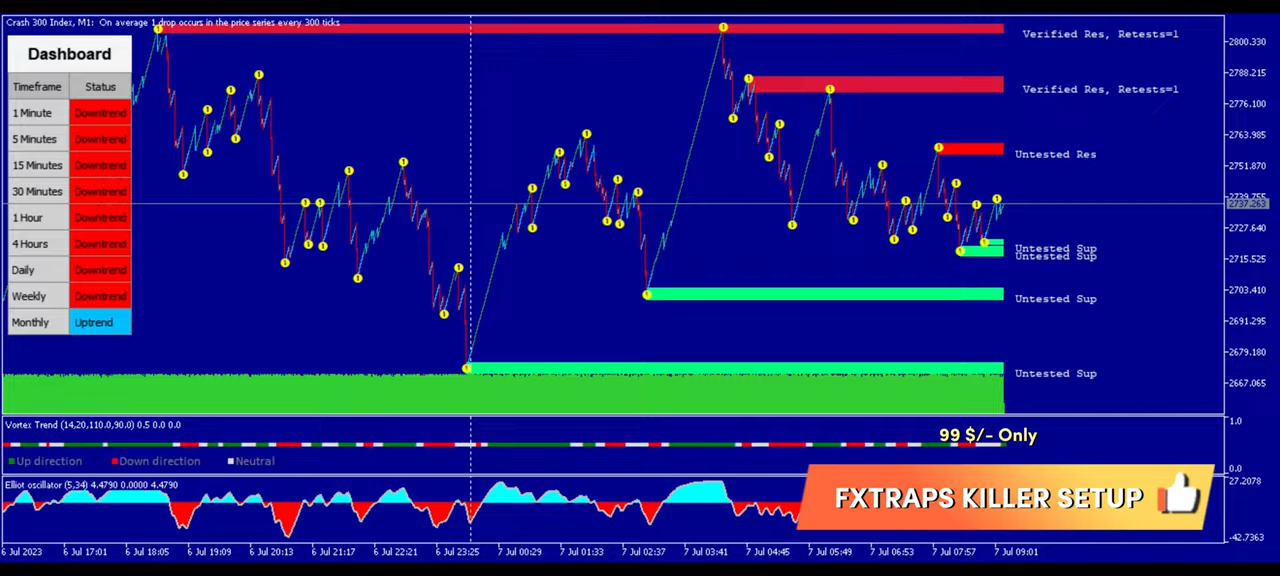 Crash 300 Index, M1: On average 1 drop occurs in the price series every 300 ticks
Dashboard
Timeframe Status
1 Minute Downtrend
5 Minutes Downtrend
15 Minutes Downtrend
30 Minutes Downtrend
1 Hour Downtrend
4 Hours Downtrend
Daily Downtrend
Weekly Downtrend
Monthly Uptrend
Verified Res, Retests=1
Verified Res, Retests=1
Untested Res
Untested Sup
Untested Sup
Untested Sup
Untested Sup
2800.330
2788.215
2776.100
2763.985
2751.870
2737.263
2727.640
2715.525
2703.410
2691.295
2679.180
2667.065
Vortex Trend (14,20,110.0,90.0) 0.5 0.0 0.0
1.0
99 $/- Only
Up direction Down direction Neutral
0.0
Elliot oscillator (5,34) 4.4790 0.0000 4.4790
27.2078
FXTRAPS KILLER SETUP
-42.7363
6 Jul 2023 6 Jul 17:01 6 Jul 18:05 6 Jul 19:09 6 Jul 20:13 6 Jul 21:17 6 Jul 22:21 6 Jul 23:25 7 Jul 00:29 7 Jul 01:33 7 Jul 02:37 7 Jul 03:41 7 Jul 04:45 7 Jul 05:49 7 Jul 06:53 7 Jul 07:57 7 Jul 09:01